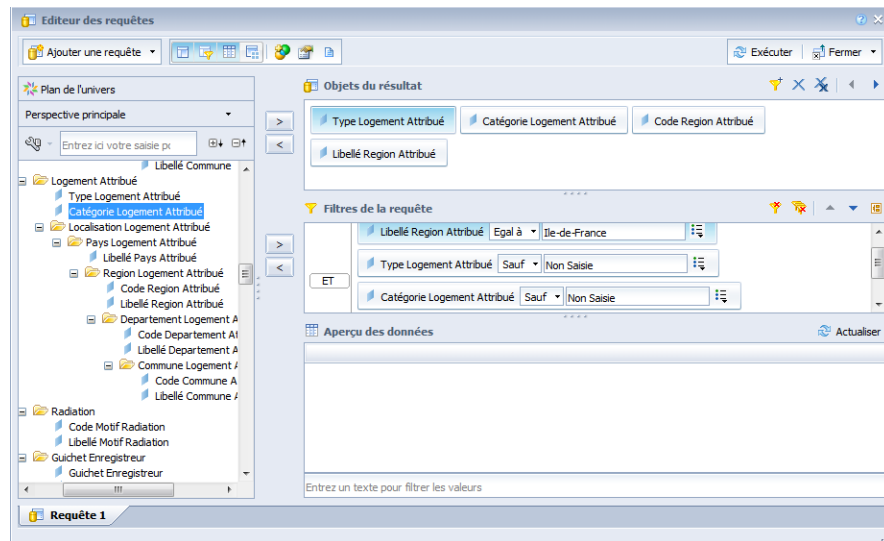 Editeur des requêtes
Ajouter une requête
Exécuter
Fermer
Plan de l'univers
Perspective principale
Entrez ici votre saisie pc
Libellé Commune
Logement Attribué
Type Logement Attribué
Catégorie Logement Attribué
Localisation Logement Attribué
Pays Logement Attribué
Libellé Pays Attribué
Region Logement Attribué
Code Region Attribué
Libellé Region Attribué
Departement Logement A
Code Departement At
Libellé Departement A
Commune Logement A
Code Commune A
Libellé Commune A
Radiation
Code Motif Radiation
Libellé Motif Radiation
Guichet Enregistreur
Guichet Enregistreur
Objets du résultat
Type Logement Attribué
Catégorie Logement Attribué
Code Region Attribué
Libellé Region Attribué
Filtres de la requête
Libellé Region Attribué Egal à Ile-de-France
ET
Type Logement Attribué Sauf Non Saisie
Catégorie Logement Attribué Sauf Non Saisie
Aperçu des données
Actualiser
Entrez un texte pour filtrer les valeurs
Requête 1